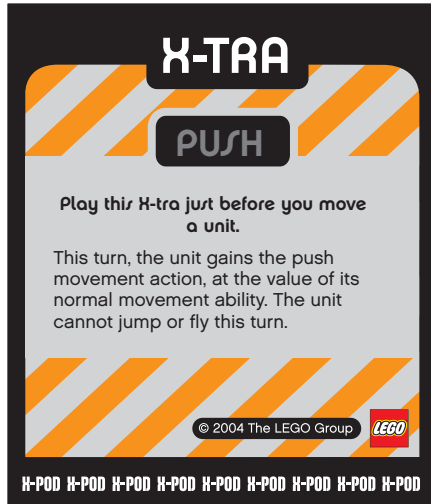 X-TRA
PUSH
Play this X-tra just before you move
a unit.
This turn, the unit gains the push
movement action, at the value of its
normal movement ability. The unit
cannot jump or fly this turn.
© 2004 The LEGO Group LEGO
X-POD X-POD X-POD X-POD X-POD X-POD X-POD X-POD X-POD